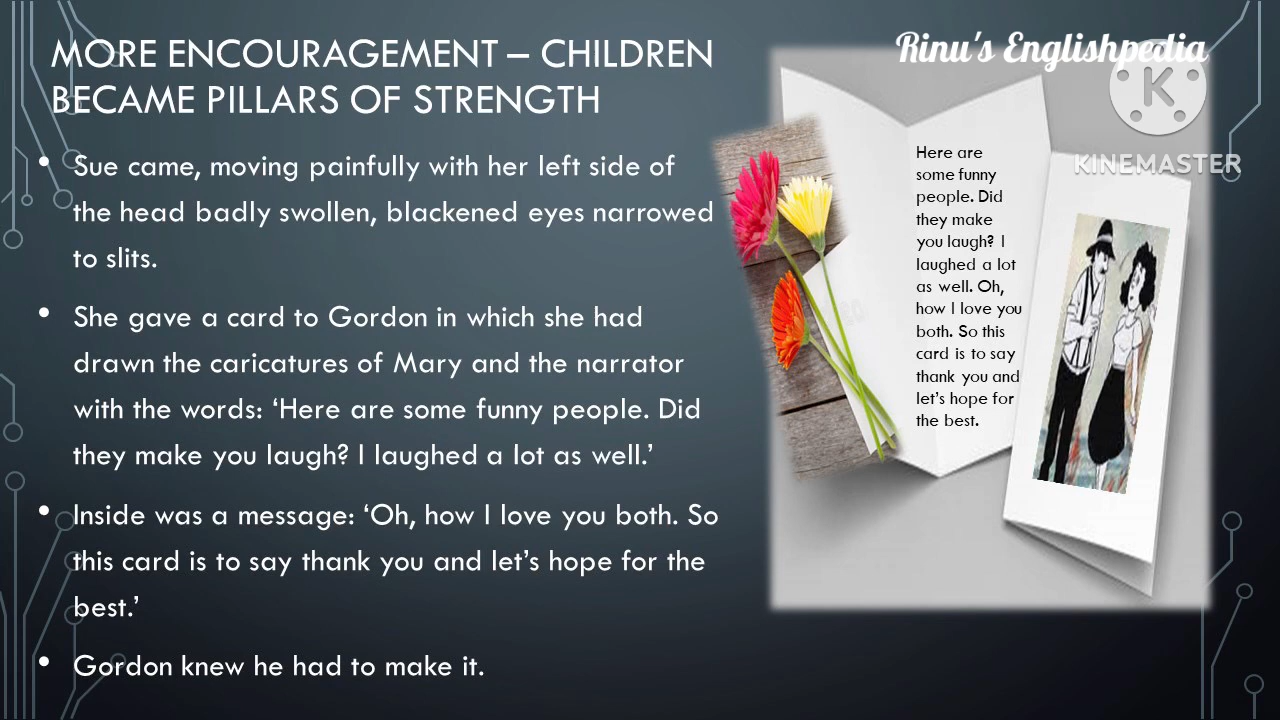 MORE ENCOURAGEMENT – CHILDREN
BECAME PILLARS OF STRENGTH
Rinu's Englishpedia
K
KINEMASTER
• Sue came, moving painfully with her left side of
the head badly swollen, blackened eyes narrowed
to slits.
• She gave a card to Gordon in which she had
drawn the caricatures of Mary and the narrator
with the words: ‘Here are some funny people. Did
they make you laugh? I laughed a lot as well.’
• Inside was a message: ‘Oh, how I love you both. So
this card is to say thank you and let’s hope for the
best.’
• Gordon knew he had to make it.
Here are
some funny
people. Did
they make
you laugh? I
laughed a lot
as well. Oh,
how I love you
both. So this
card is to say
thank you and
let’s hope for
the best.